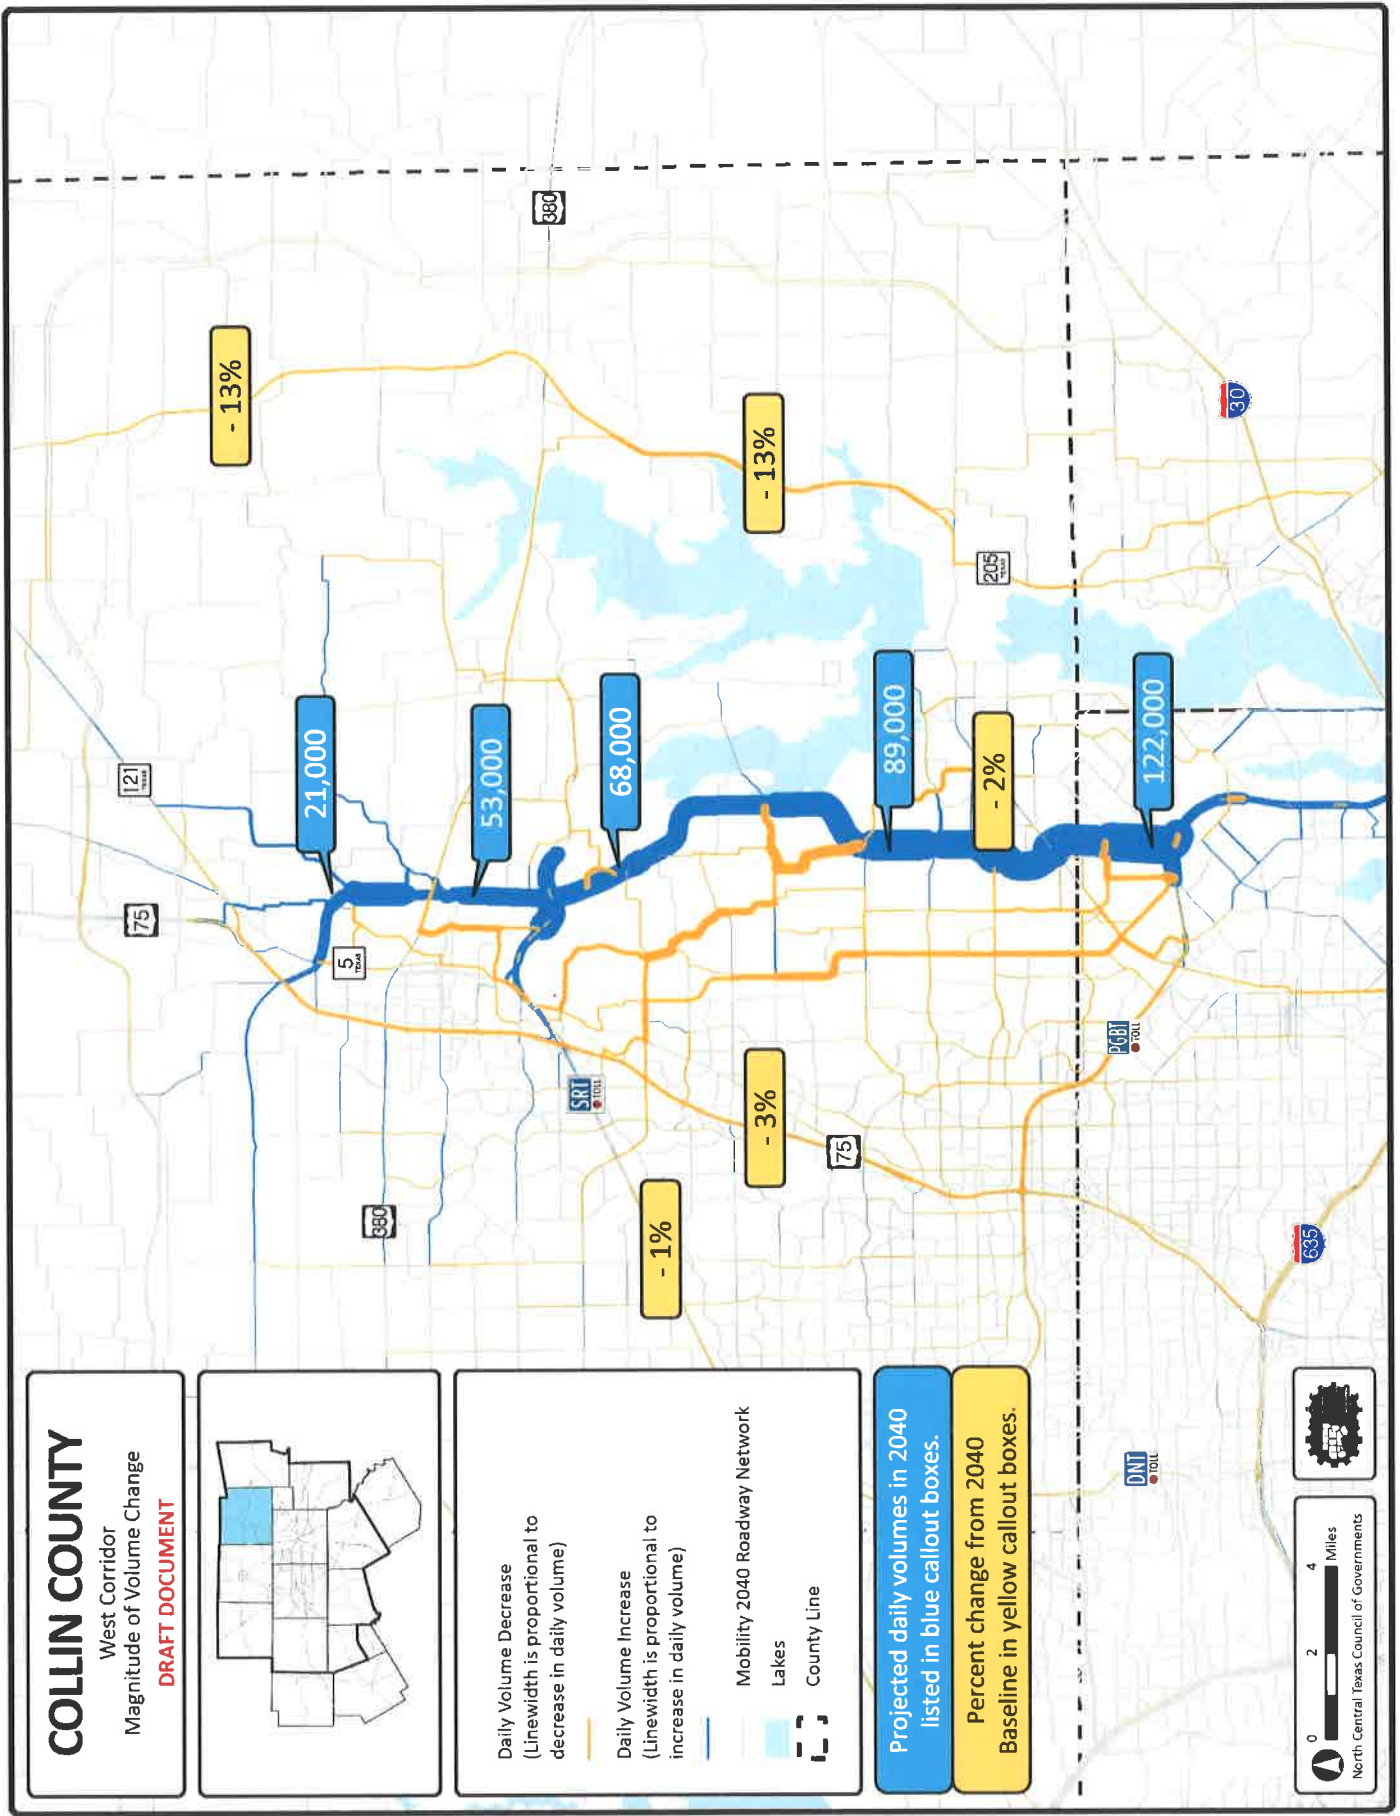 COLLIN COUNTY
West Corridor
Magnitude of Volume Change
DRAFT DOCUMENT
Daily Volume Decrease
(Linewidth is proportional to
decrease in daily volume)
Daily Volume Increase
(Linewidth is proportional to
increase in daily volume)
Mobility 2040 Roadway Network
Lakes
County Line
Projected daily volumes in 2040
listed in blue callout boxes.
Percent change from 2040
Baseline in yellow callout boxes.
0 2 4
Miles
North Central Texas Council of Governments
75
121
TEXAS
- 13%
5
TEXAS
21,000
380
53,000
380
SRT
TOLL
68,000
- 1%
- 3%
- 13%
75
89,000
- 2%
205
TEXAS
PGBT
TOLL
122,000
DNT
TOLL
635
30